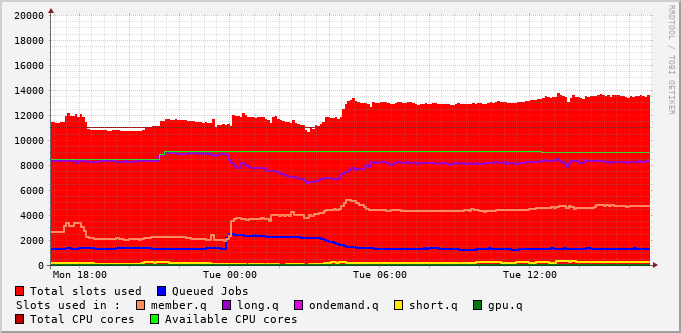 20000
18000
16000
14000
12000
10000
8000
6000
4000
2000
0
Mon 18:00 Tue 00:00 Tue 06:00 Tue 12:00
Total slots used Queued Jobs
Slots used in : member.q long.q ondemand.q short.q gpu.q
Total CPU cores Available CPU cores
RRDTOOL / TOBI OETIKER